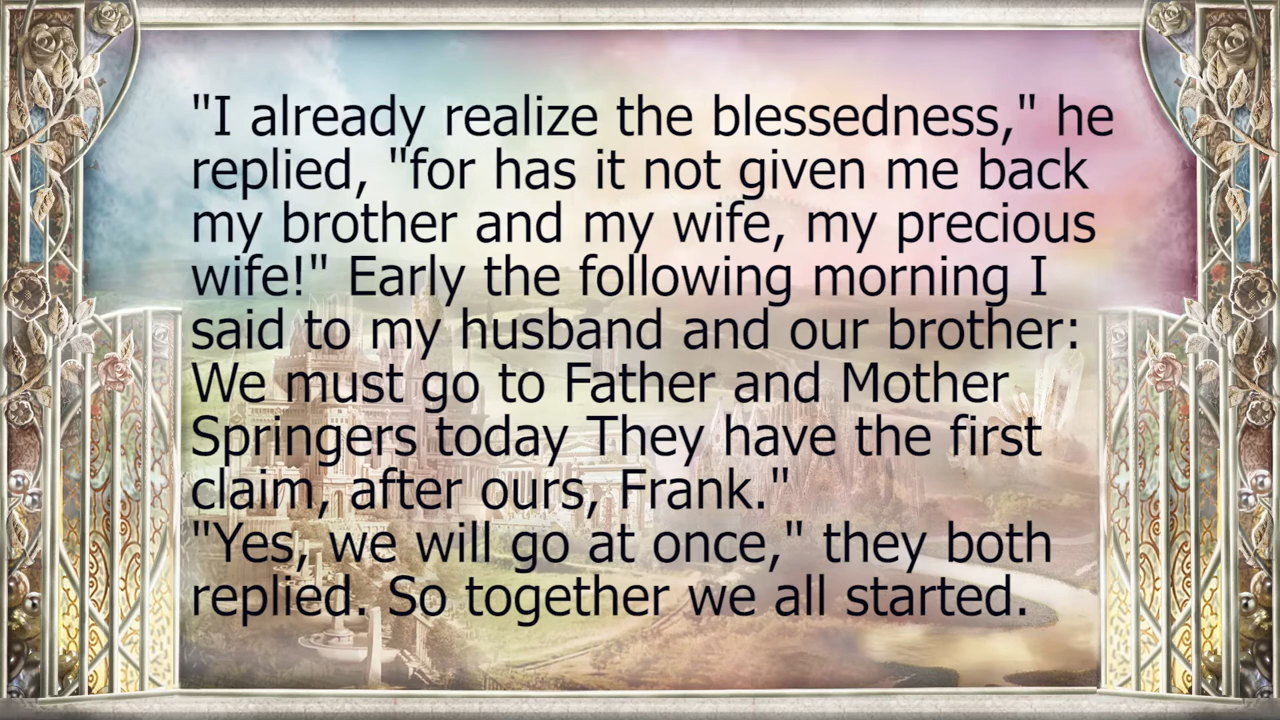 "I already realize the blessedness," he
replied, "for has it not given me back
my brother and my wife, my precious
wife!" Early the following morning I
said to my husband and our brother:
We must go to Father and Mother
Springers today They have the first
claim, after ours, Frank."
"Yes, we will go at once," they both
replied. So together we all started.